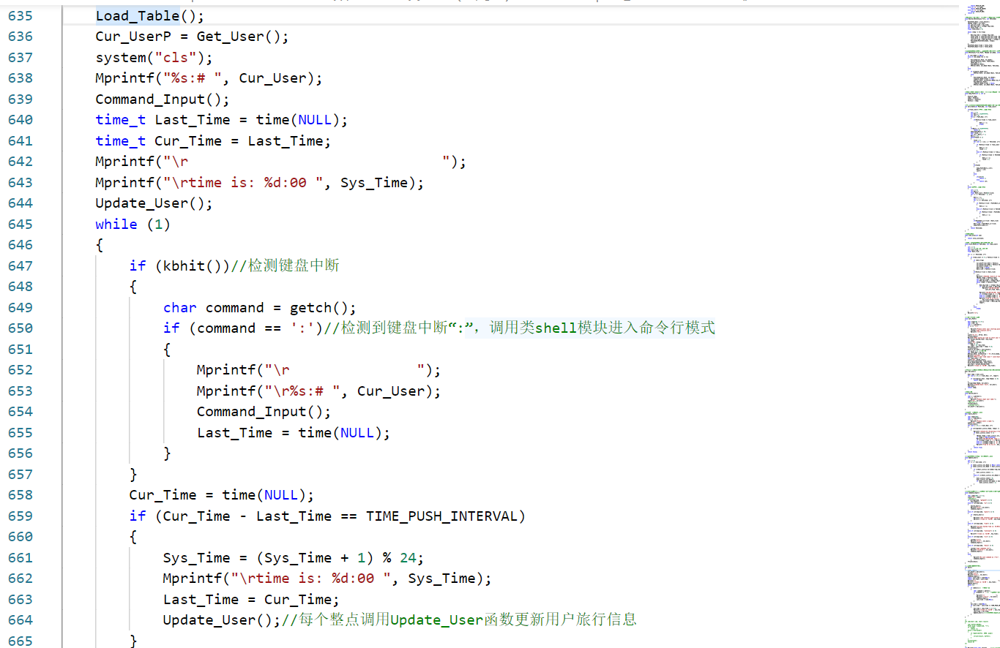 635 Load_Table();
636 Cur_UserP = Get_User();
637 system("cls");
638 Mprintf("%s:# ", Cur_User);
639 Command_Input();
640 time_t Last_Time = time(NULL);
641 time_t Cur_Time = Last_Time;
642 Mprintf("\r                              ");
643 Mprintf("\rtime is: %d:00 ", Sys_Time);
644 Update_User();
645 while (1)
646 {
647     if (kbhit())//检测键盘中断
648     {
649         char command = getch();
650         if (command == ':')//检测到键盘中断“:”，调用类shell模块进入命令行模式
651         {
652             Mprintf("\r               ");
653             Mprintf("\r%s:# ", Cur_User);
654             Command_Input();
655             Last_Time = time(NULL);
656         }
657     }
658     Cur_Time = time(NULL);
659     if (Cur_Time - Last_Time == TIME_PUSH_INTERVAL)
660     {
661         Sys_Time = (Sys_Time + 1) % 24;
662         Mprintf("\rtime is: %d:00 ", Sys_Time);
663         Last_Time = Cur_Time;
664         Update_User();//每个整点调用Update_User函数更新用户旅行信息
665     }